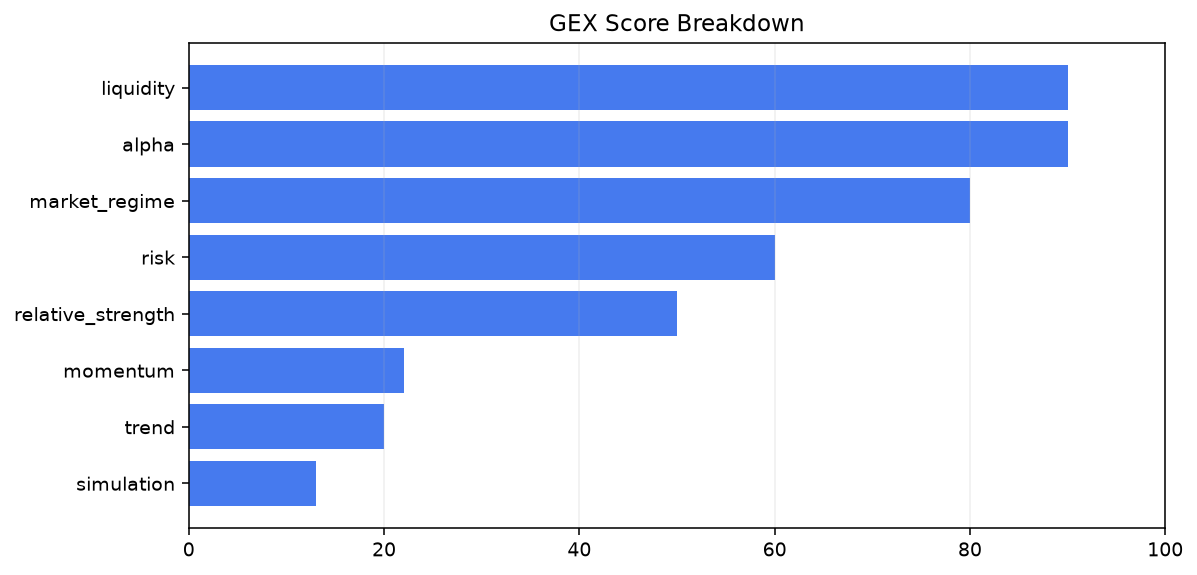 GEX Score Breakdown
liquidity
alpha
market_regime
risk
relative_strength
momentum
trend
simulation
0 20 40 60 80 100